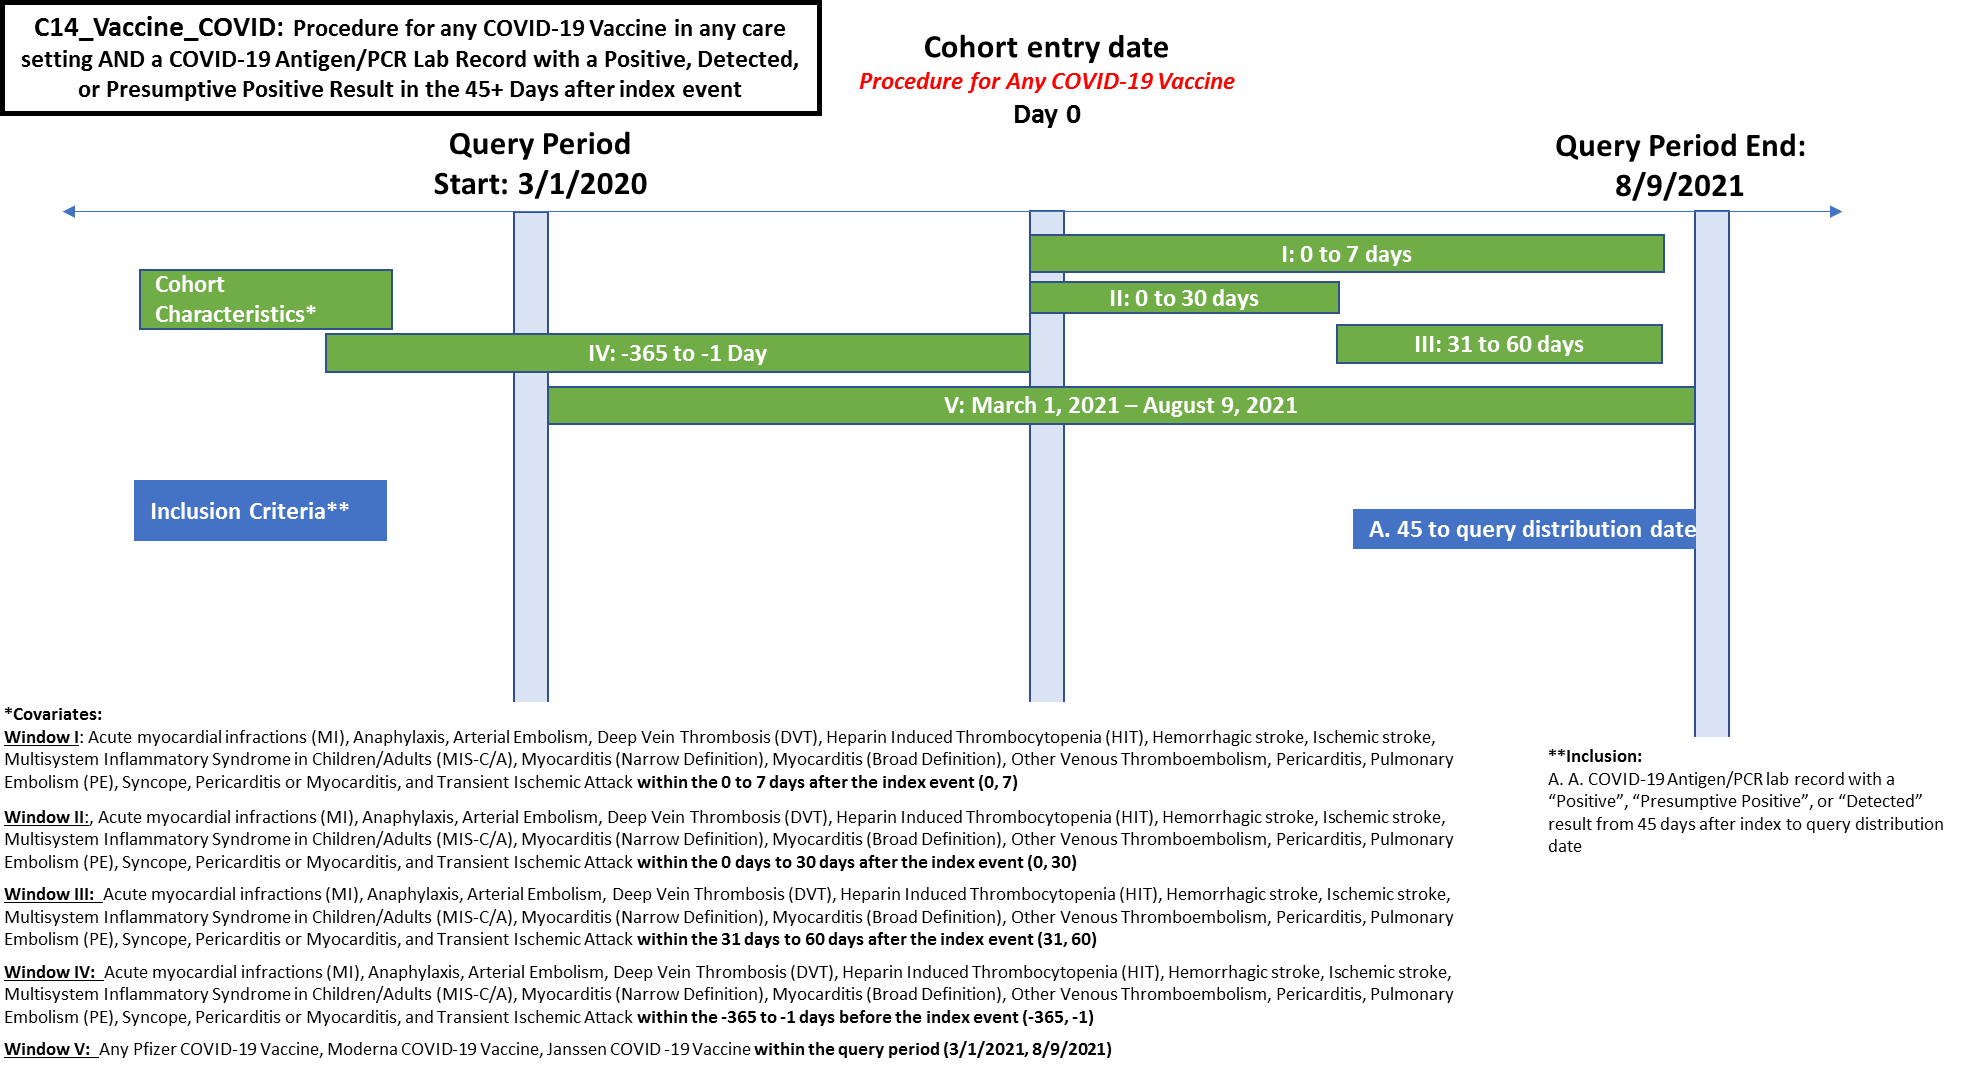 C14_Vaccine_COVID: Procedure for any COVID-19 Vaccine in any care
setting AND a COVID-19 Antigen/PCR Lab Record with a Positive, Detected,
or Presumptive Positive Result in the 45+ Days after index event
Cohort entry date
Procedure for Any COVID-19 Vaccine
Day 0
Query Period
Start: 3/1/2020
Query Period End:
8/9/2021
I: 0 to 7 days
Cohort
Characteristics*
II: 0 to 30 days
III: 31 to 60 days
IV: -365 to -1 Day
V: March 1, 2021 – August 9, 2021
Inclusion Criteria**
A. 45 to query distribution date
*Covariates:
Window I: Acute myocardial infractions (MI), Anaphylaxis, Arterial Embolism, Deep Vein Thrombosis (DVT), Heparin Induced Thrombocytopenia (HIT), Hemorrhagic stroke, Ischemic stroke,
Multisystem Inflammatory Syndrome in Children/Adults (MIS-C/A), Myocarditis (Narrow Definition), Myocarditis (Broad Definition), Other Venous Thromboembolism, Pericarditis, Pulmonary
Embolism (PE), Syncope, Pericarditis or Myocarditis, and Transient Ischemic Attack within the 0 to 7 days after the index event (0, 7)
Window II:, Acute myocardial infractions (MI), Anaphylaxis, Arterial Embolism, Deep Vein Thrombosis (DVT), Heparin Induced Thrombocytopenia (HIT), Hemorrhagic stroke, Ischemic stroke,
Multisystem Inflammatory Syndrome in Children/Adults (MIS-C/A), Myocarditis (Narrow Definition), Myocarditis (Broad Definition), Other Venous Thromboembolism, Pericarditis, Pulmonary
Embolism (PE), Syncope, Pericarditis or Myocarditis, and Transient Ischemic Attack within the 0 days to 30 days after the index event (0, 30)
Window III: Acute myocardial infractions (MI), Anaphylaxis, Arterial Embolism, Deep Vein Thrombosis (DVT), Heparin Induced Thrombocytopenia (HIT), Hemorrhagic stroke, Ischemic stroke,
Multisystem Inflammatory Syndrome in Children/Adults (MIS-C/A), Myocarditis (Narrow Definition), Myocarditis (Broad Definition), Other Venous Thromboembolism, Pericarditis, Pulmonary
Embolism (PE), Syncope, Pericarditis or Myocarditis, and Transient Ischemic Attack within the 31 days to 60 days after the index event (31, 60)
Window IV: Acute myocardial infractions (MI), Anaphylaxis, Arterial Embolism, Deep Vein Thrombosis (DVT), Heparin Induced Thrombocytopenia (HIT), Hemorrhagic stroke, Ischemic stroke,
Multisystem Inflammatory Syndrome in Children/Adults (MIS-C/A), Myocarditis (Narrow Definition), Myocarditis (Broad Definition), Other Venous Thromboembolism, Pericarditis, Pulmonary
Embolism (PE), Syncope, Pericarditis or Myocarditis, and Transient Ischemic Attack within the -365 to -1 days before the index event (-365, -1)
Window V: Any Pfizer COVID-19 Vaccine, Moderna COVID-19 Vaccine, Janssen COVID -19 Vaccine within the query period (3/1/2021, 8/9/2021)
**Inclusion:
A. A. COVID-19 Antigen/PCR lab record with a
“Positive”, “Presumptive Positive”, or “Detected”
result from 45 days after index to query distribution
date